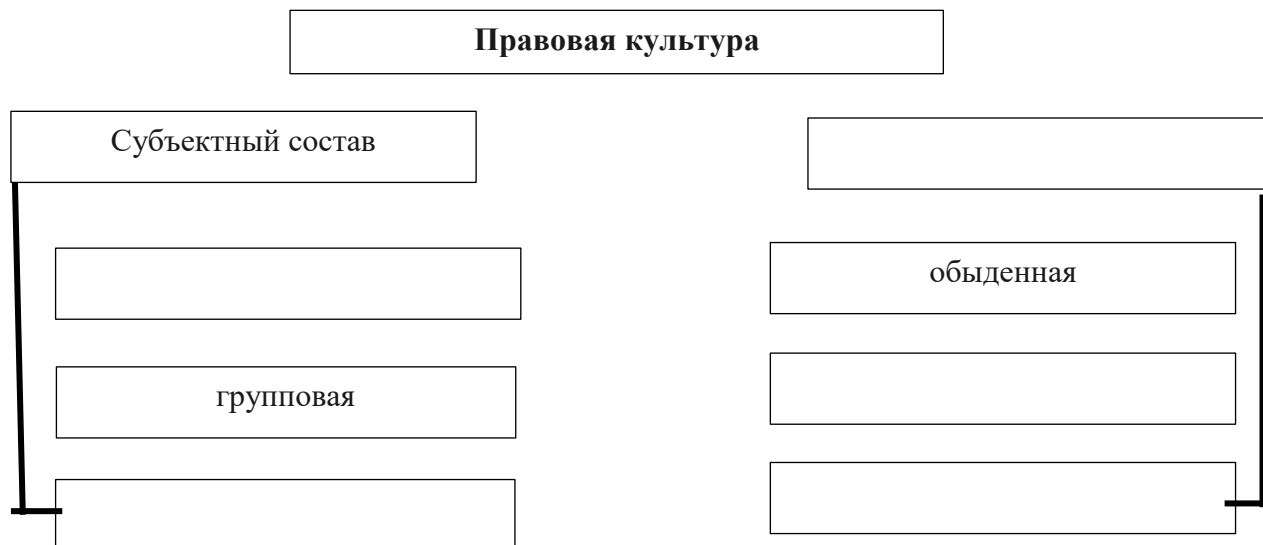 Правовая культура
Субъектный состав
обыденная
групповая